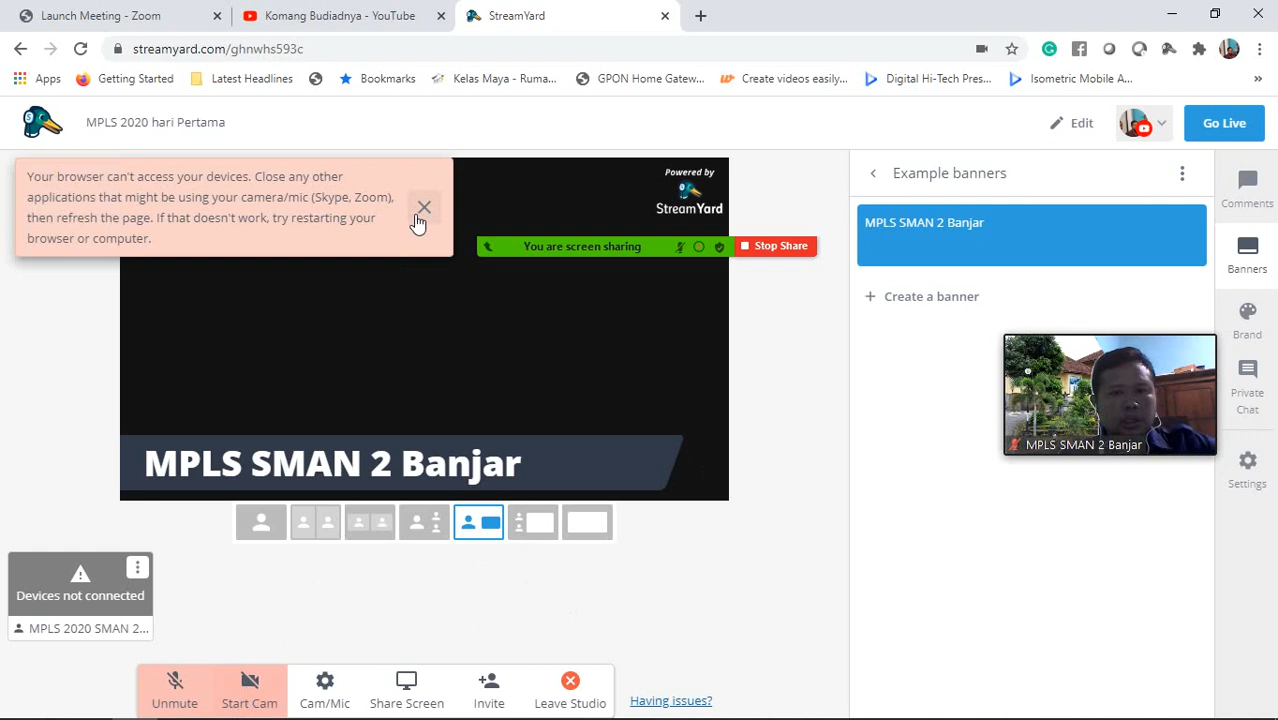 Launch Meeting - Zoom
Komang Budiadnya - YouTube
StreamYard
streamyard.com/ghnwhs593c
Apps
Getting Started
Latest Headlines
Bookmarks
Kelas Maya - Ruma...
GPON Home Gatew...
Create videos easily...
Digital Hi-Tech Pres...
Isometric Mobile A...
»
MPLS 2020 hari Pertama
Edit
Go Live
Your browser can't access your devices. Close any other
applications that might be using your camera/mic (Skype, Zoom),
then refresh the page. If that doesn't work, try restarting your
browser or computer.
Powered by
StreamYard
You are screen sharing
Stop Share
MPLS SMAN 2 Banjar
Example banners
MPLS SMAN 2 Banjar
+ Create a banner
MPLS SMAN 2 Banjar
Comments
Banners
Brand
Private
Chat
Settings
Devices not connected
MPLS 2020 SMAN 2...
Unmute
Start Cam
Cam/Mic
Share Screen
Invite
Leave Studio
Having issues?